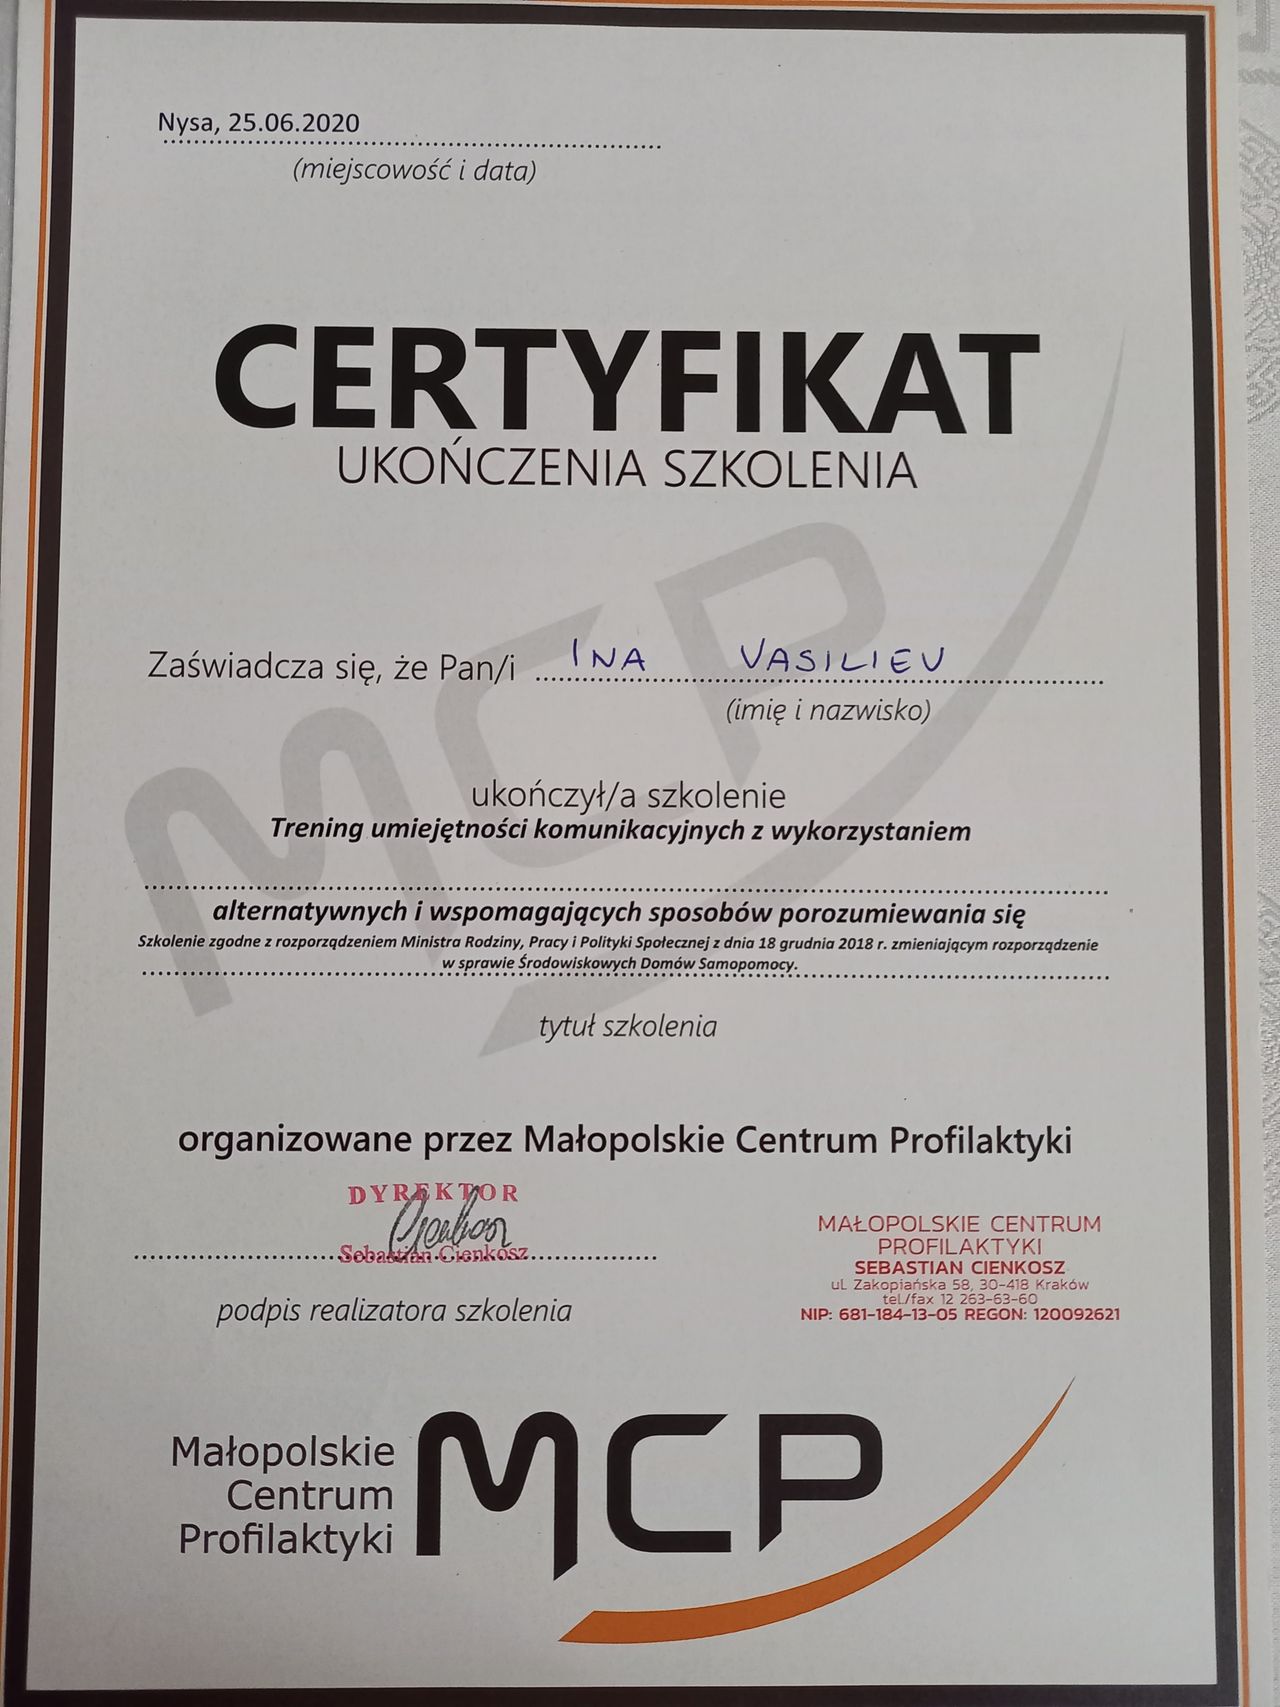 Nysa, 25.06.2020
(miejscowość i data)
CERTYFIKAT
UKOŃCZENIA SZKOLENIA
Zaświadcza się, że Pan/i INA VASILIEV
(imię i nazwisko)
ukończył/a szkolenie
Trening umiejętności komunikacyjnych z wykorzystaniem
alternatywnych i wspomagających sposobów porozumiewania się
Szkolenie zgodne z rozporządzeniem Ministra Rodziny, Pracy i Polityki Społecznej z dnia 18 grudnia 2018 r. zmieniającym rozporządzenie
w sprawie Środowiskowych Domów Samopomocy.
tytuł szkolenia
organizowane przez Małopolskie Centrum Profilaktyki
DYREKTOR
Sebastian Cienkosz
podpis realizatora szkolenia
MAŁOPOLSKIE CENTRUM
PROFILAKTYKI
SEBASTIAN CIENKOSZ
ul. Zakopiańska 58, 30-418 Kraków
tel./fax 12 263-63-60
NIP: 681-184-13-05 REGON: 120092621
Małopolskie
Centrum
Profilaktyki
MCP
MCP